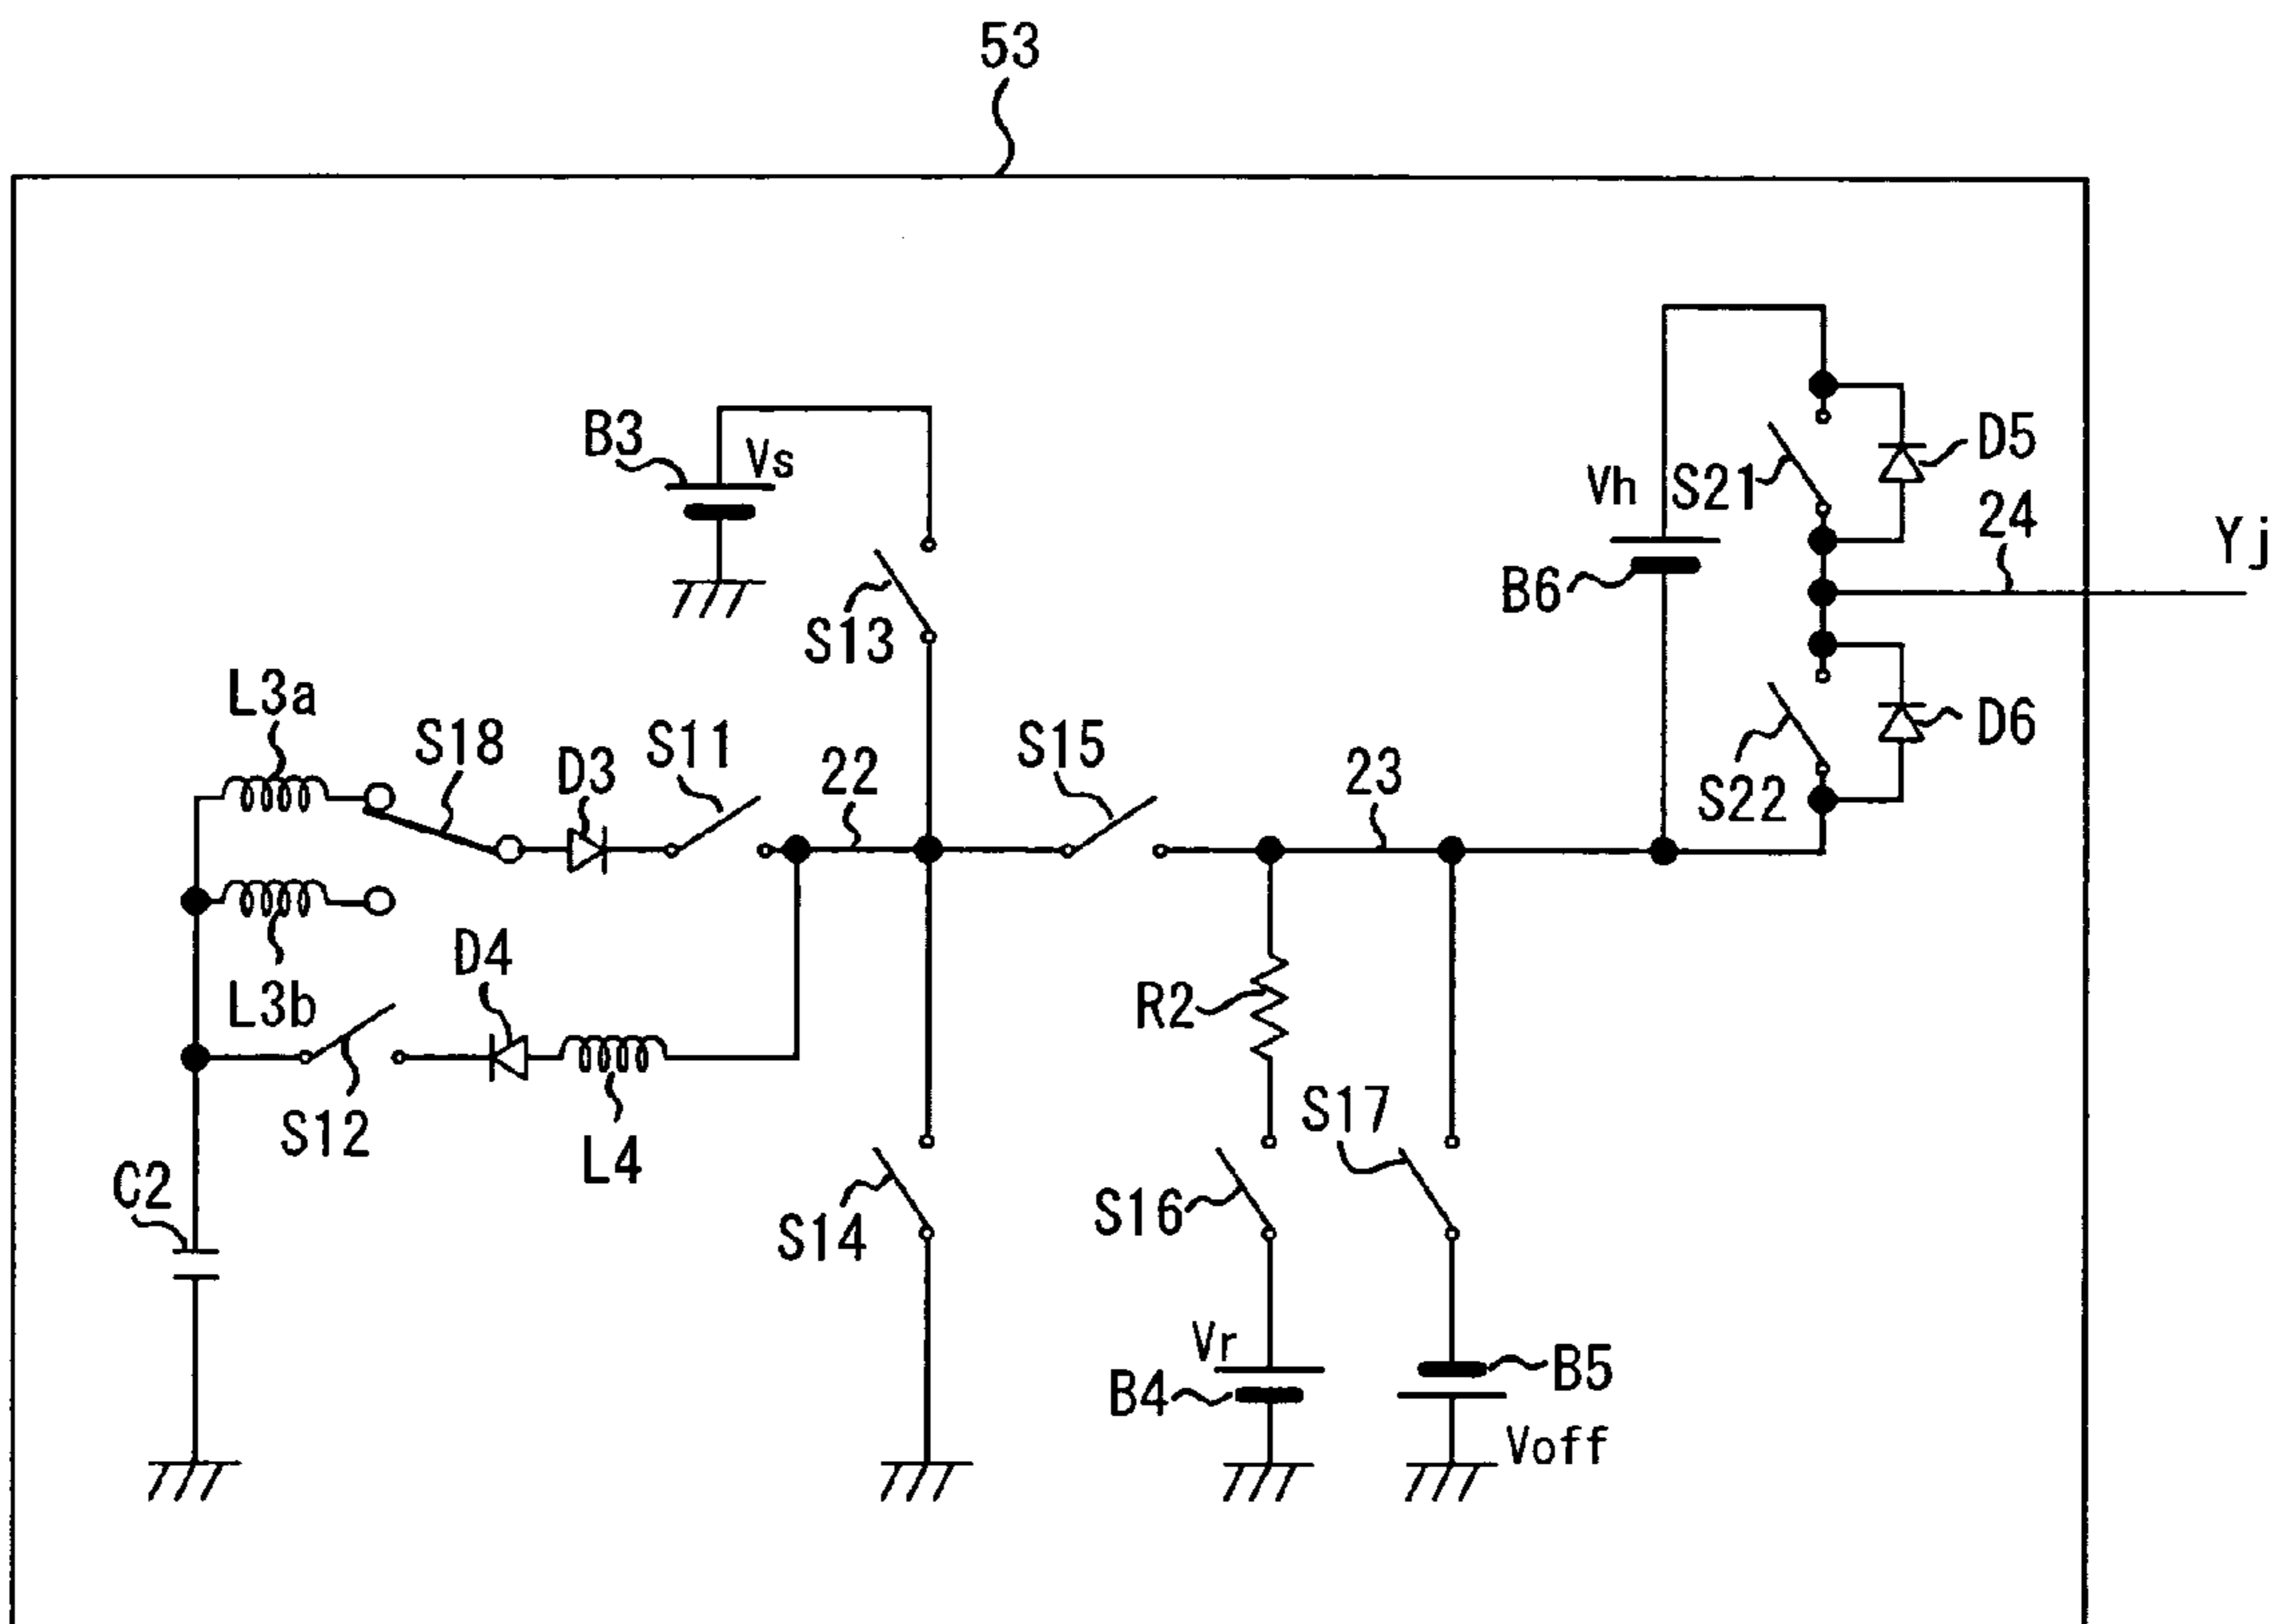 53
B3
Vs
D5
Vh
S21
24
Yj
B6
S13
L3a
S18
D3
S11
22
S15
23
D6
S22
D4
L3b
R2
S12
S17
C2
L4
S16
S14
Vr
B4
B5
Voff